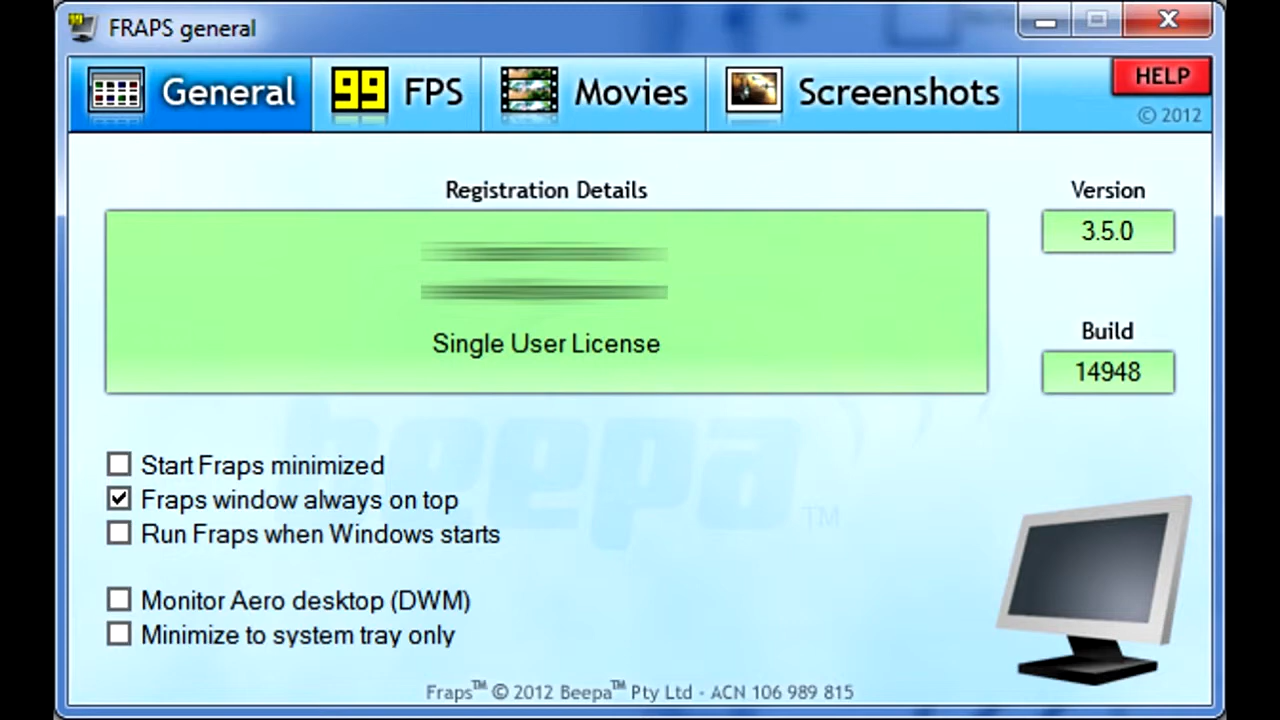 FRAPS general
General
99 FPS
Movies
Screenshots
HELP
© 2012
Registration Details
Version
3.5.0
Single User License
Build
14948
beepa™
Start Fraps minimized
Fraps window always on top
Run Fraps when Windows starts
Monitor Aero desktop (DWM)
Minimize to system tray only
Fraps™ © 2012 Beepa™ Pty Ltd - ACN 106 989 815